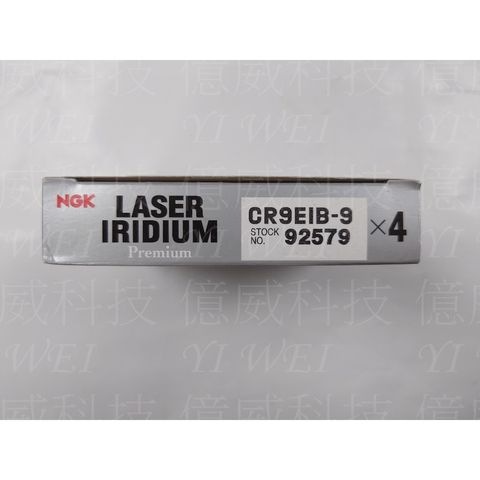 NGK
LASER
IRIDIUM
Premium
CR9EIB-9
STOCK NO. 92579
×4
億威科技
YI WEI